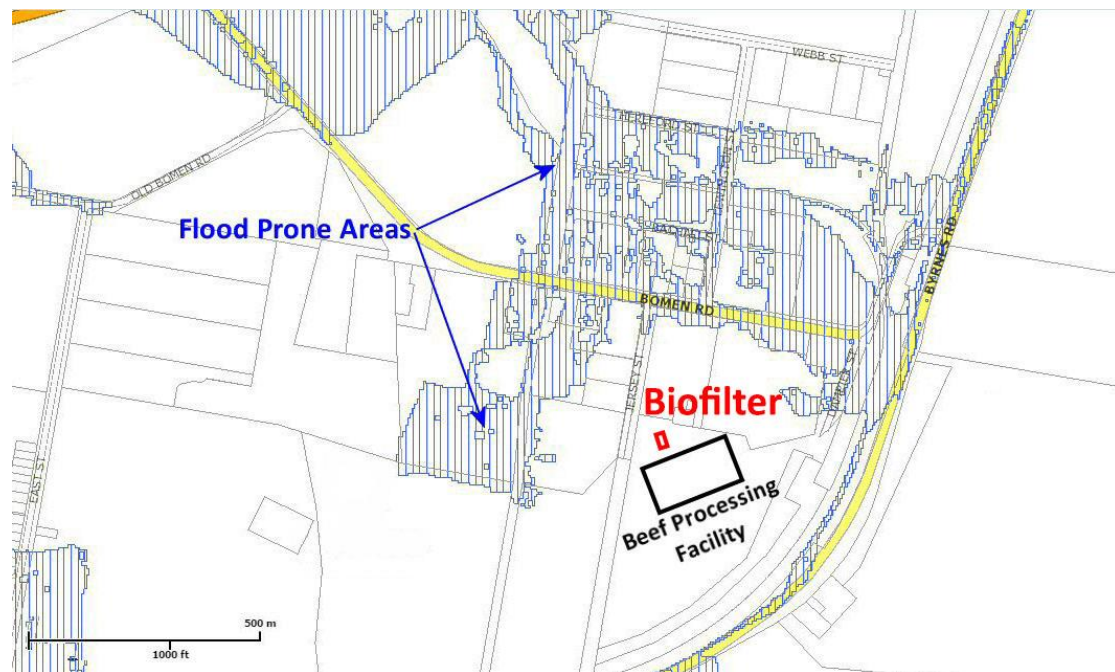 WEBB ST
HEREFORD ST
OLD BOMEN RD
Flood Prone Areas
BYRNES RD
BOMEN RD
JERSEY ST
Biofilter
EAST ST
Beef Processing
Facility
500 m
1000 ft